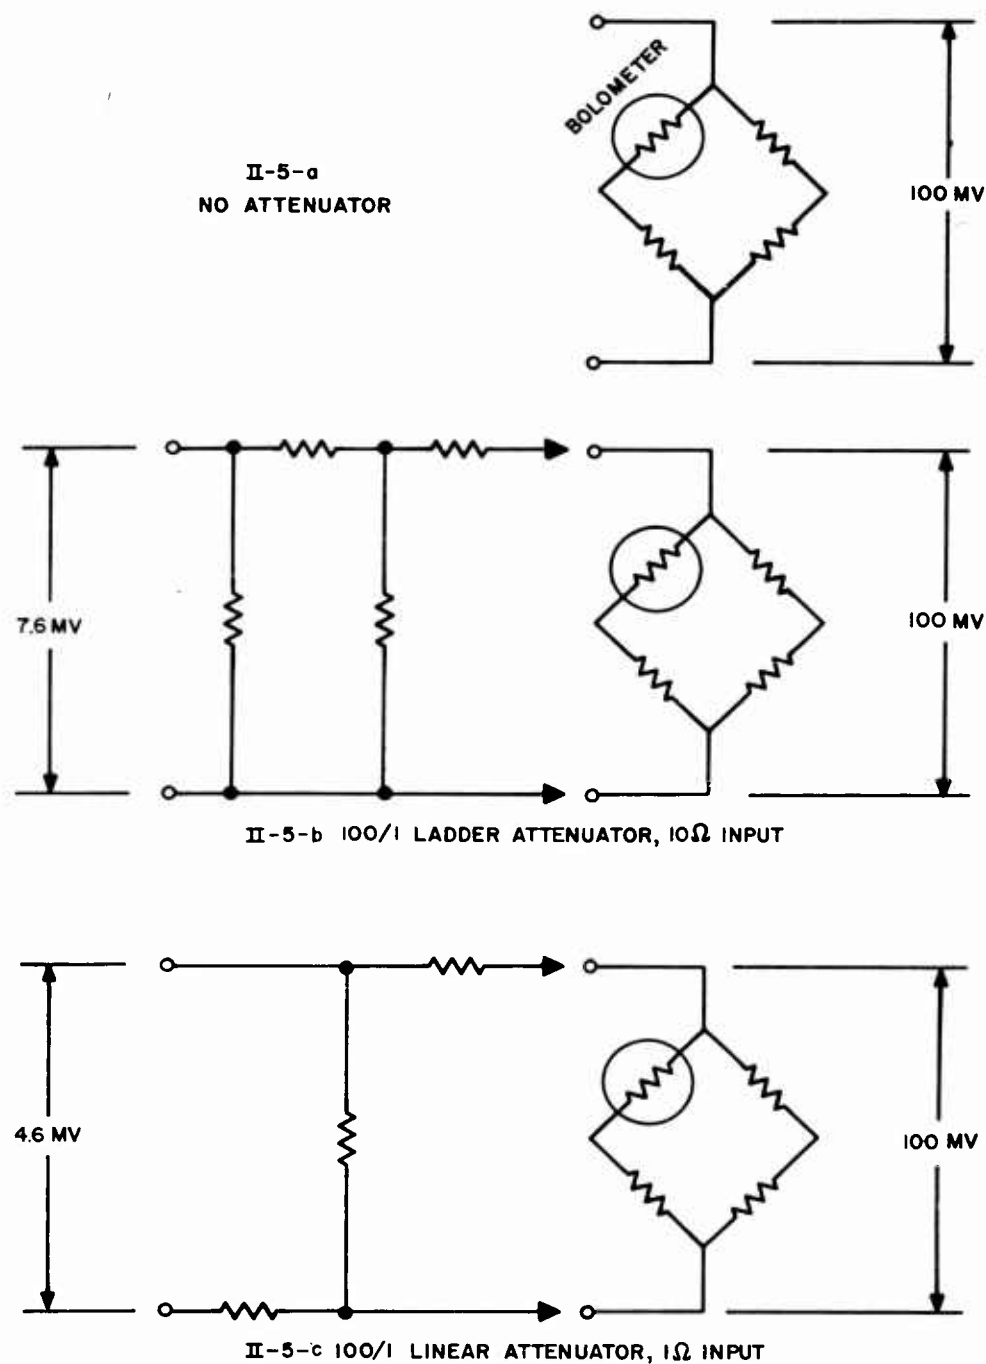 BOLOMETER
II-5-a
NO ATTENUATOR
100 MV
7.6 MV
100 MV
II-5-b 100/1 LADDER ATTENUATOR, 10Ω INPUT
4.6 MV
100 MV
II-5-c 100/1 LINEAR ATTENUATOR, 1Ω INPUT